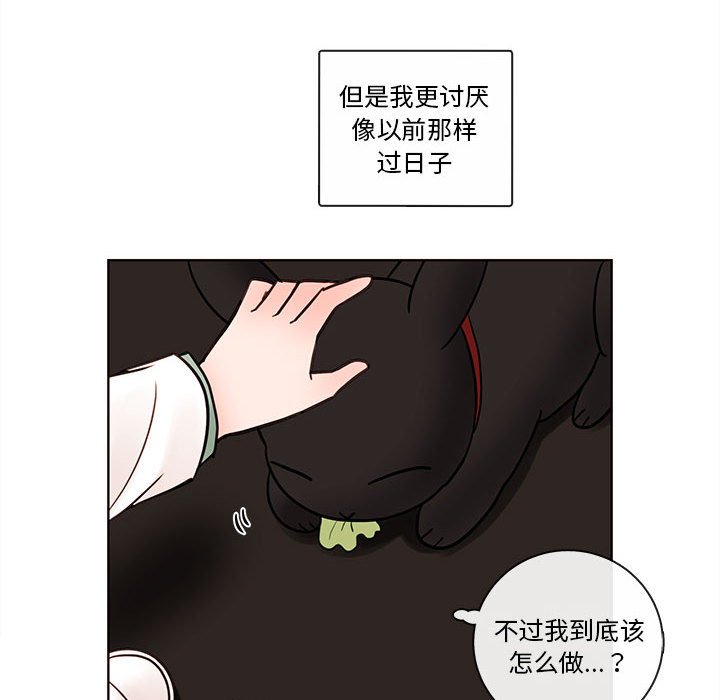 但是我更讨厌
像以前那样
过日子
不过我到底该
怎么做...？